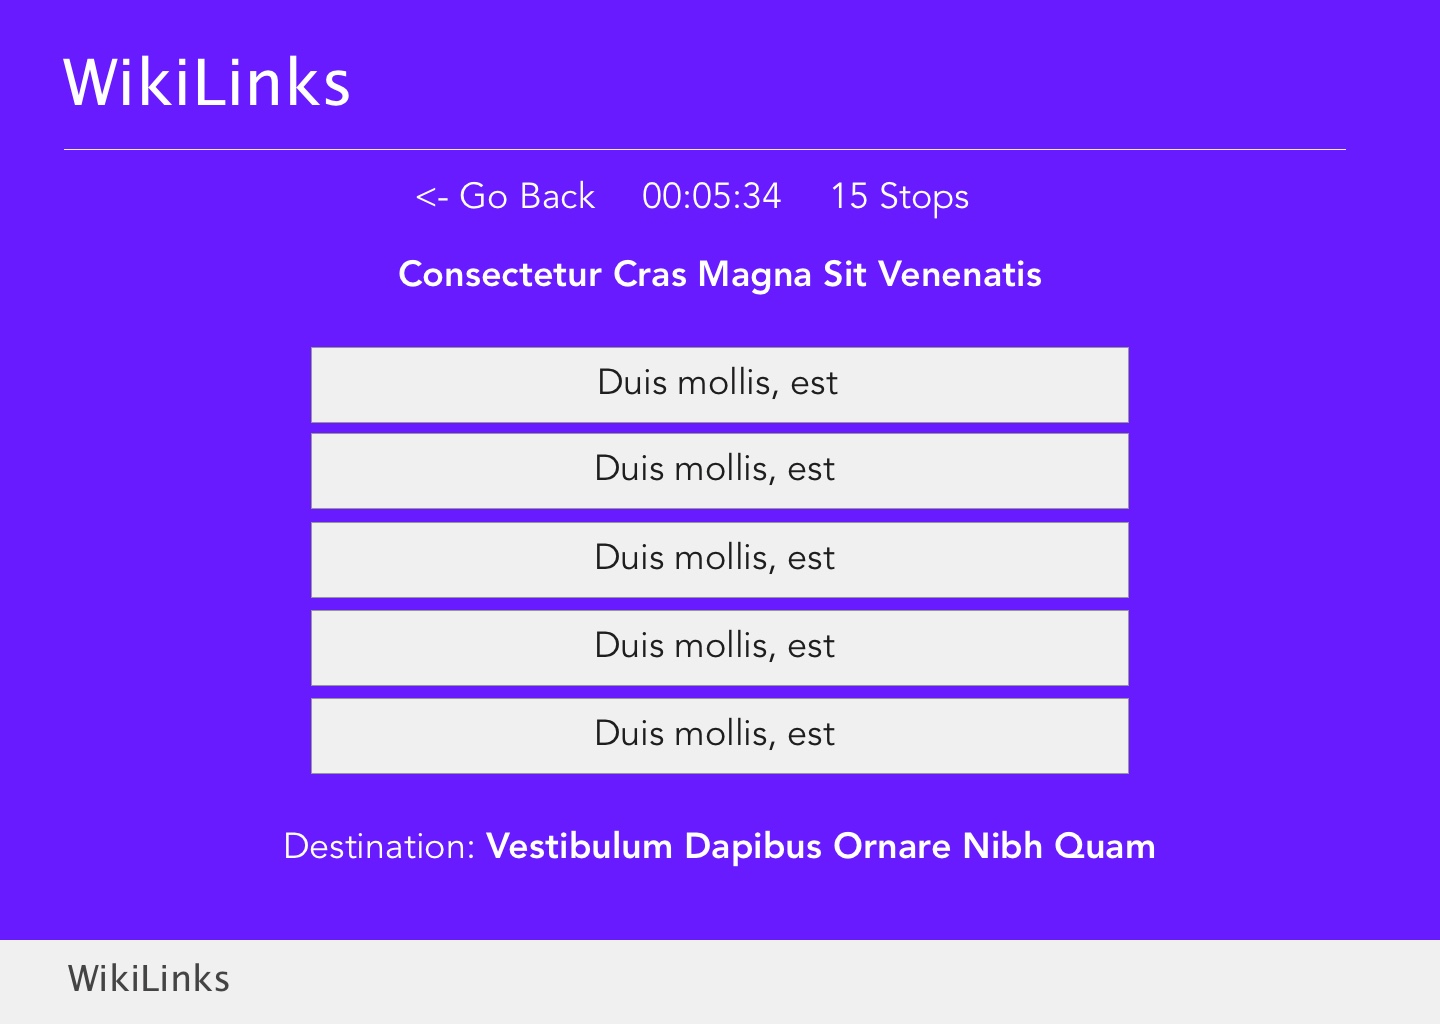 WikiLinks
<- Go Back 00:05:34 15 Stops
Consectetur Cras Magna Sit Venenatis
Duis mollis, est
Duis mollis, est
Duis mollis, est
Duis mollis, est
Duis mollis, est
Destination: Vestibulum Dapibus Ornare Nibh Quam
WikiLinks